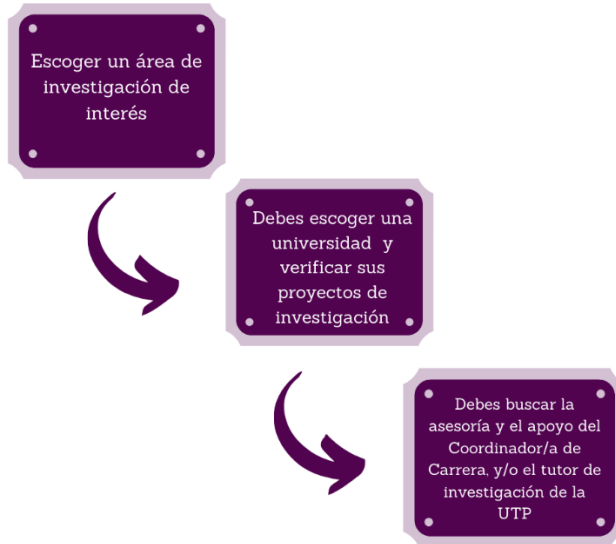 Escoger un área de
investigación de
interés
Debes escoger una
universidad y
verificar sus
proyectos de
investigación
Debes buscar la
asesoría y el apoyo del
Coordinador/a de
Carrera, y/o el tutor de
investigación de la
UTP